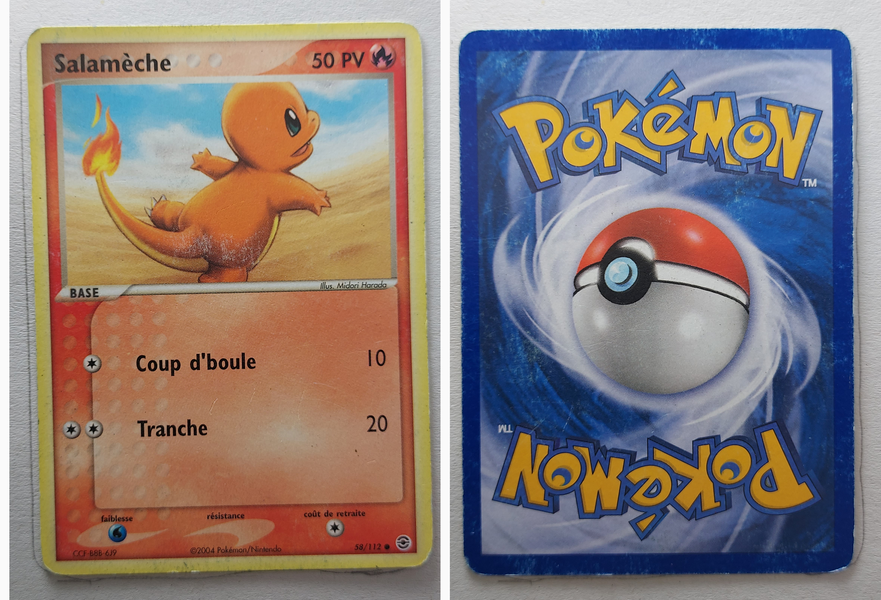 Salamèche 50 PV
BASE
Illus. Midori Harada
Coup d'boule 10
Tranche 20
faiblesse résistance coût de retraite
©2004 Pokémon/Nintendo
58/112
POKéMON
TM
TM
POKéMON